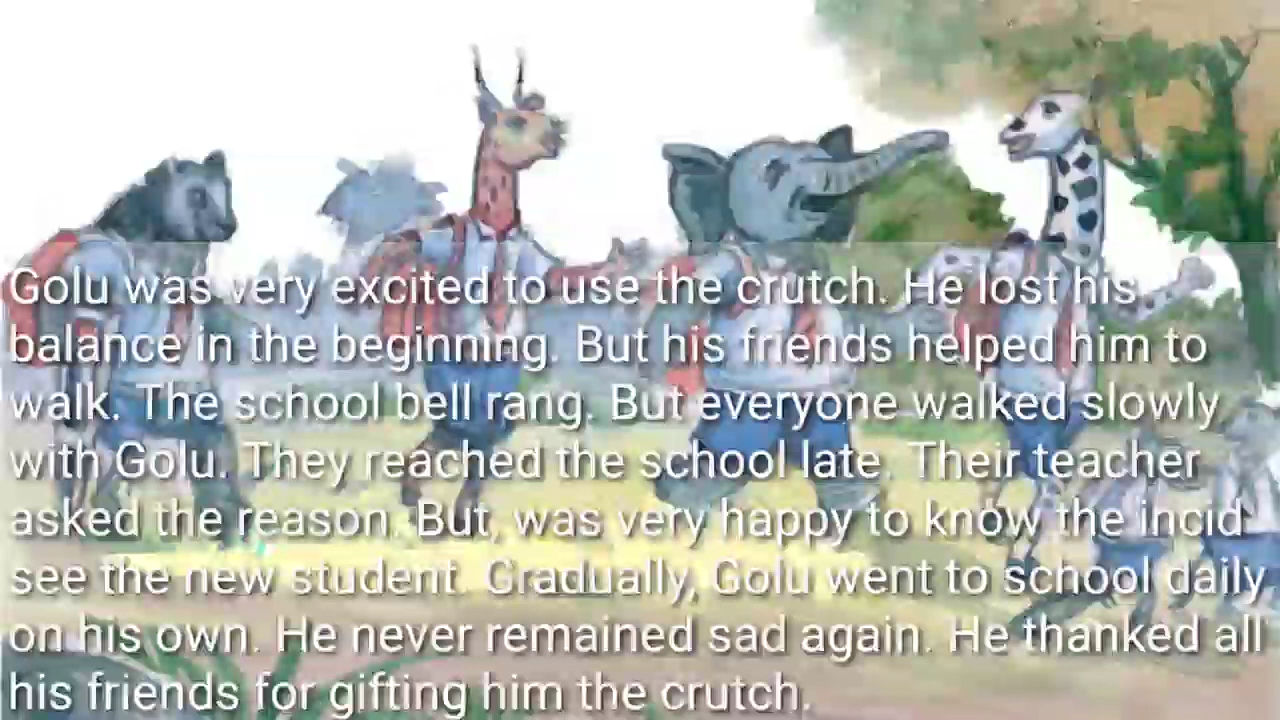 Golu was very excited to use the crutch. He lost his
balance in the beginning. But his friends helped him to
walk. The school bell rang. But everyone walked slowly
with Golu. They reached the school late. Their teacher
asked the reason. But, was very happy to know the incid
see the new student. Gradually, Golu went to school daily
on his own. He never remained sad again. He thanked all
his friends for gifting him the crutch.